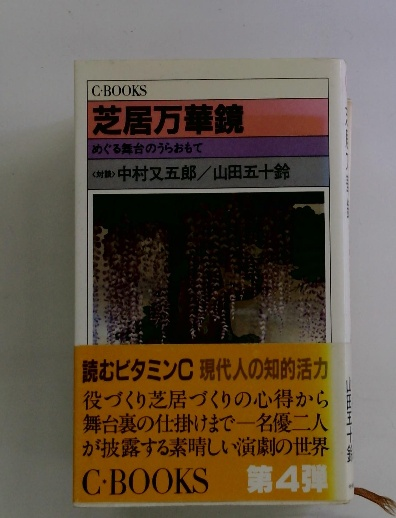 C·BOOKS
芝居万華鏡
めぐる舞台のうらおもて
〈対談〉中村又五郎／山田五十鈴
読むビタミンC 現代人の知的活力
役づくり芝居づくりの心得から
舞台裏の仕掛けまで―名優二人
が披露する素晴しい演劇の世界
C·BOOKS 第4弾